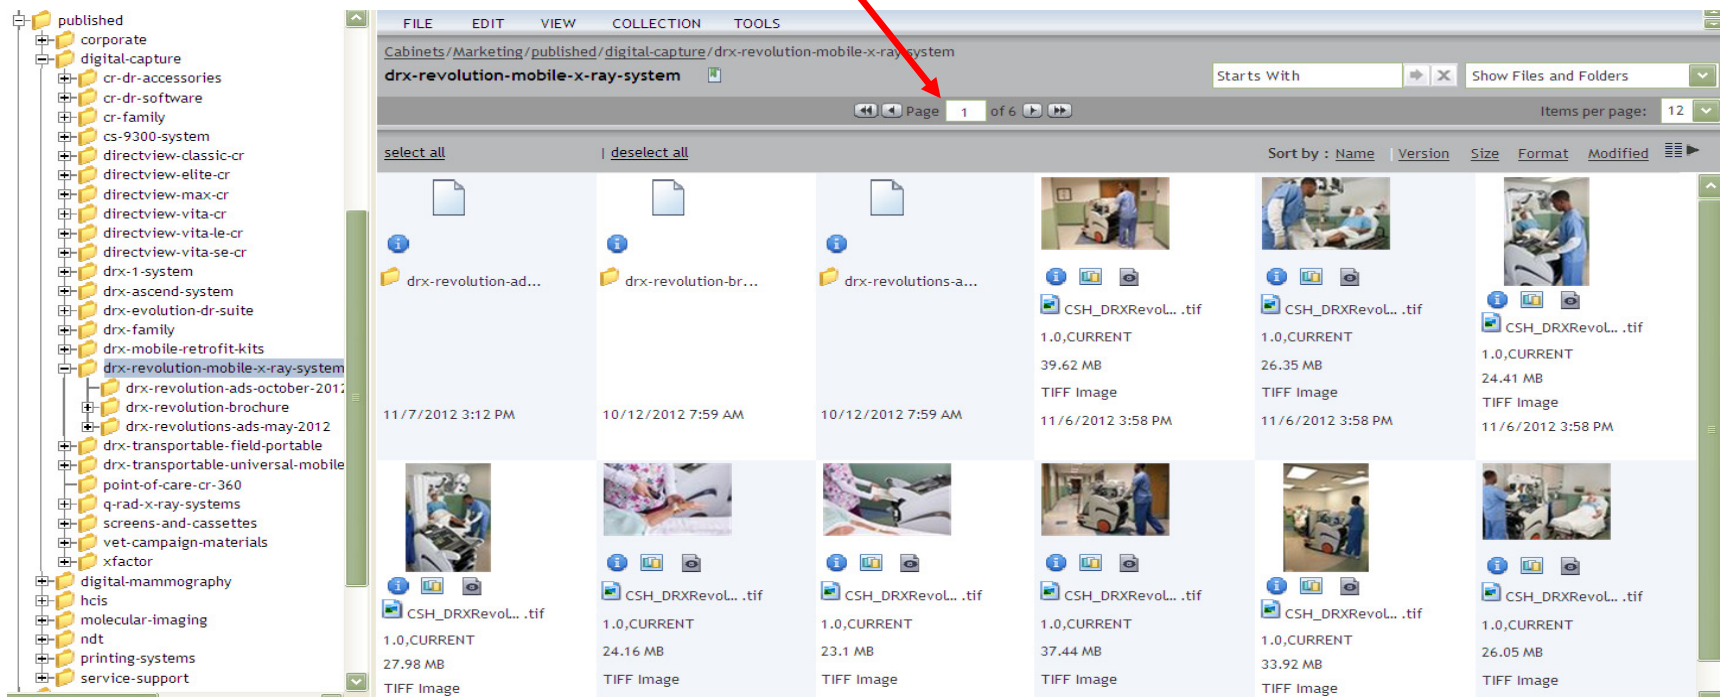 published
corporate
digital-capture
cr-dr-accessories
cr-dr-software
cr-family
cs-9300-system
directview-classic-cr
directview-elite-cr
directview-max-cr
directview-vita-cr
directview-vita-le-cr
directview-vita-se-cr
drx-1-system
drx-ascend-system
drx-evolution-dr-suite
drx-family
drx-mobile-retrofit-kits
drx-revolution-mobile-x-ray-system
drx-revolution-ads-october-2012
drx-revolution-brochure
drx-revolutions-ads-may-2012
drx-transportable-field-portable
drx-transportable-universal-mobile
point-of-care-cr-360
q-rad-x-ray-systems
screens-and-cassettes
vet-campaign-materials
xfactor
digital-mammography
hcis
molecular-imaging
ndt
printing-systems
service-support
FILE EDIT VIEW COLLECTION TOOLS
Cabinets/Marketing/published/digital-capture/drx-revolution-mobile-x-ray-system
drx-revolution-mobile-x-ray-system
Starts With
Show Files and Folders
Page 1 of 6
Items per page: 12
select all | deselect all
Sort by : Name | Version Size Format Modified
drx-revolution-ad...
11/7/2012 3:12 PM
drx-revolution-br...
10/12/2012 7:59 AM
drx-revolutions-a...
10/12/2012 7:59 AM
CSH_DRXRevol... .tif
1.0,CURRENT
39.62 MB
TIFF Image
11/6/2012 3:58 PM
CSH_DRXRevol... .tif
1.0,CURRENT
26.35 MB
TIFF Image
11/6/2012 3:58 PM
CSH_DRXRevol... .tif
1.0,CURRENT
24.41 MB
TIFF Image
11/6/2012 3:58 PM
CSH_DRXRevol... .tif
1.0,CURRENT
27.98 MB
TIFF Image
CSH_DRXRevol... .tif
1.0,CURRENT
24.16 MB
TIFF Image
CSH_DRXRevol... .tif
1.0,CURRENT
23.1 MB
TIFF Image
CSH_DRXRevol... .tif
1.0,CURRENT
37.44 MB
TIFF Image
CSH_DRXRevol... .tif
1.0,CURRENT
33.92 MB
TIFF Image
CSH_DRXRevol... .tif
1.0,CURRENT
26.05 MB
TIFF Image